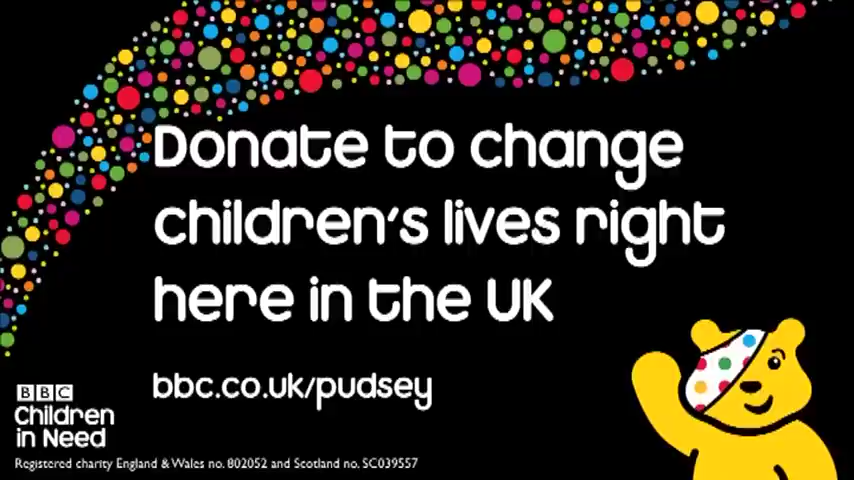 Donate to change
children's lives right
here in the UK
bbc.co.uk/pudsey
BBC
Children
in Need
Registered charity England & Wales no. 802052 and Scotland no. SC039557